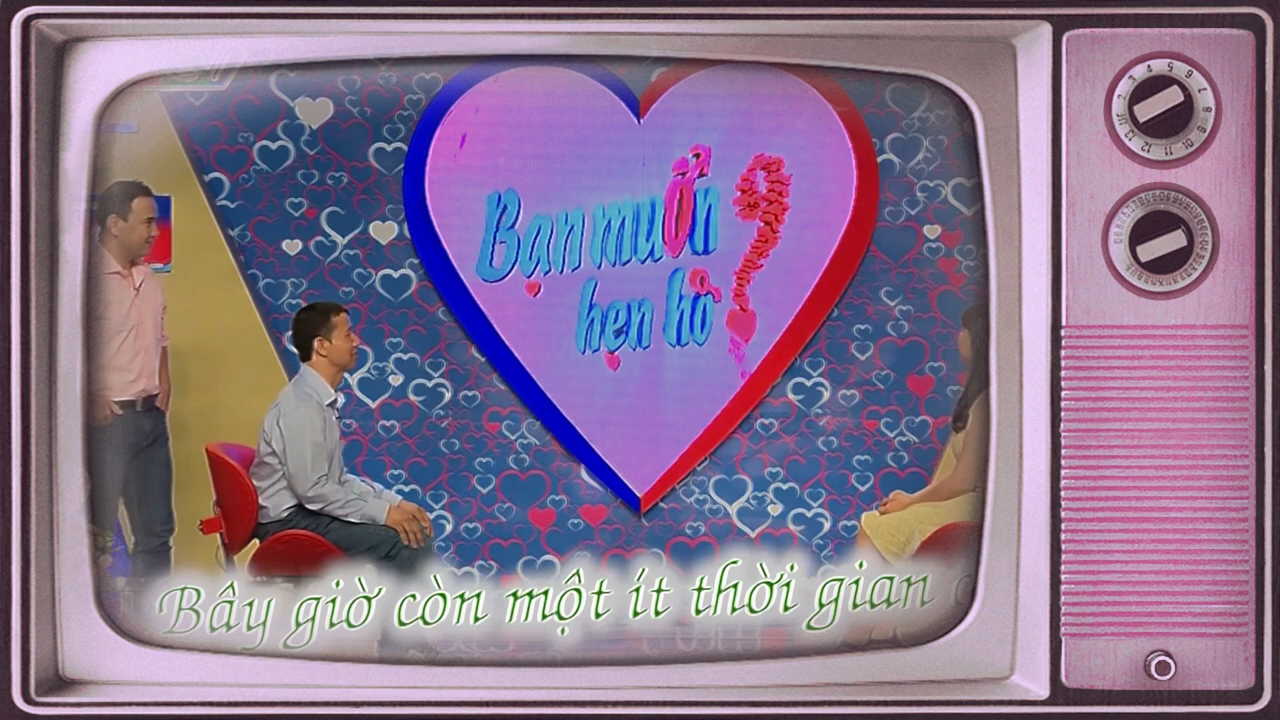 Bạn muốn
hẹn hò ?
Bây giờ còn một ít thời gian